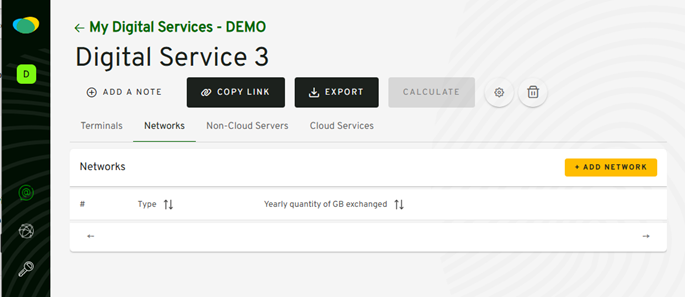 ← My Digital Services - DEMO
Digital Service 3
D
ADD A NOTE COPY LINK EXPORT CALCULATE
Terminals Networks Non-Cloud Servers Cloud Services
Networks + ADD NETWORK
# Type Yearly quantity of GB exchanged
← →